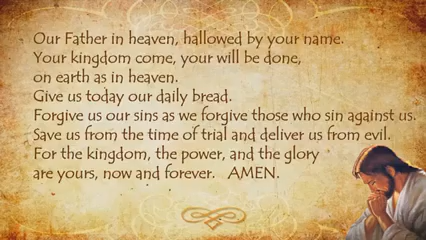 Our Father in heaven, hallowed by your name.
Your kingdom come, your will be done,
on earth as in heaven.
Give us today our daily bread.
Forgive us our sins as we forgive those who sin against us.
Save us from the time of trial and deliver us from evil.
For the kingdom, the power, and the glory
are yours, now and forever. AMEN.